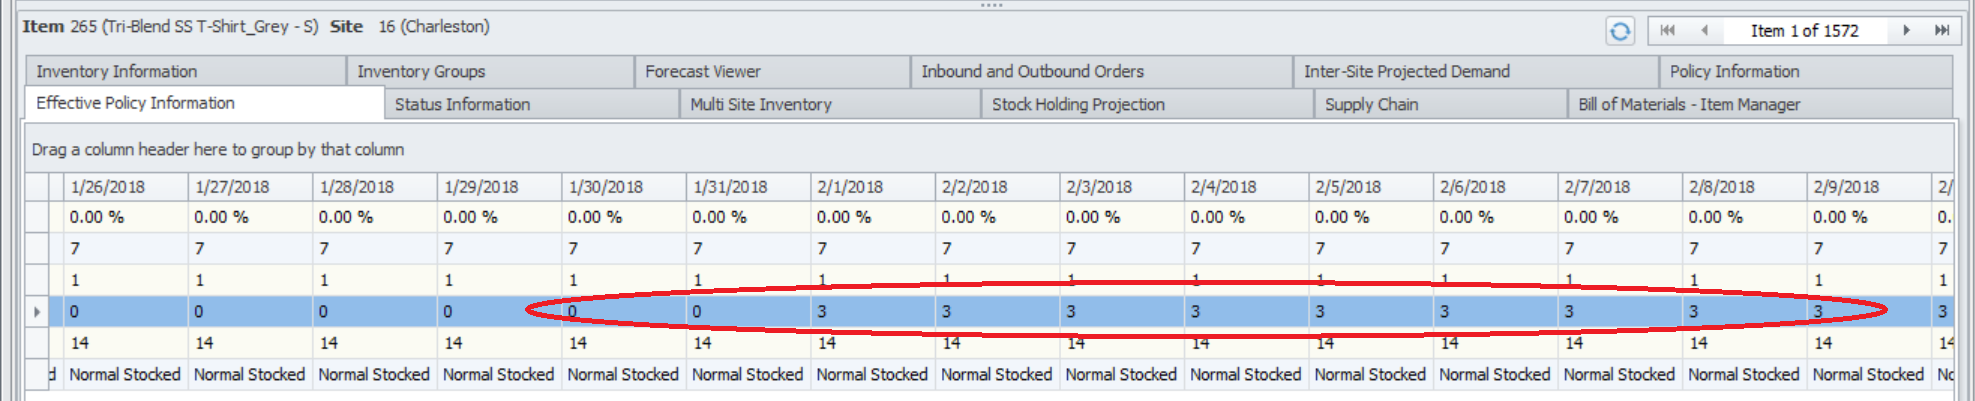 Item 265 (Tri-Blend SS T-Shirt_Grey - S) Site 16 (Charleston) Item 1 of 1572
Inventory Information Inventory Groups Forecast Viewer Inbound and Outbound Orders Inter-Site Projected Demand Policy Information
Effective Policy Information Status Information Multi Site Inventory Stock Holding Projection Supply Chain Bill of Materials - Item Manager
Drag a column header here to group by that column
1/26/2018 1/27/2018 1/28/2018 1/29/2018 1/30/2018 1/31/2018 2/1/2018 2/2/2018 2/3/2018 2/4/2018 2/5/2018 2/6/2018 2/7/2018 2/8/2018 2/9/2018 2/
0.00 % 0.00 % 0.00 % 0.00 % 0.00 % 0.00 % 0.00 % 0.00 % 0.00 % 0.00 % 0.00 % 0.00 % 0.00 % 0.00 % 0.00 % 0.
7 7 7 7 7 7 7 7 7 7 7 7 7 7 7 7
1 1 1 1 1 1 1 1 1 1 1 1 1 1 1 1
0 0 0 0 0 0 3 3 3 3 3 3 3 3 3 3
14 14 14 14 14 14 14 14 14 14 14 14 14 14 14 14
d Normal Stocked Normal Stocked Normal Stocked Normal Stocked Normal Stocked Normal Stocked Normal Stocked Normal Stocked Normal Stocked Normal Stocked Normal Stocked Normal Stocked Normal Stocked Normal Stocked Normal Stocked No